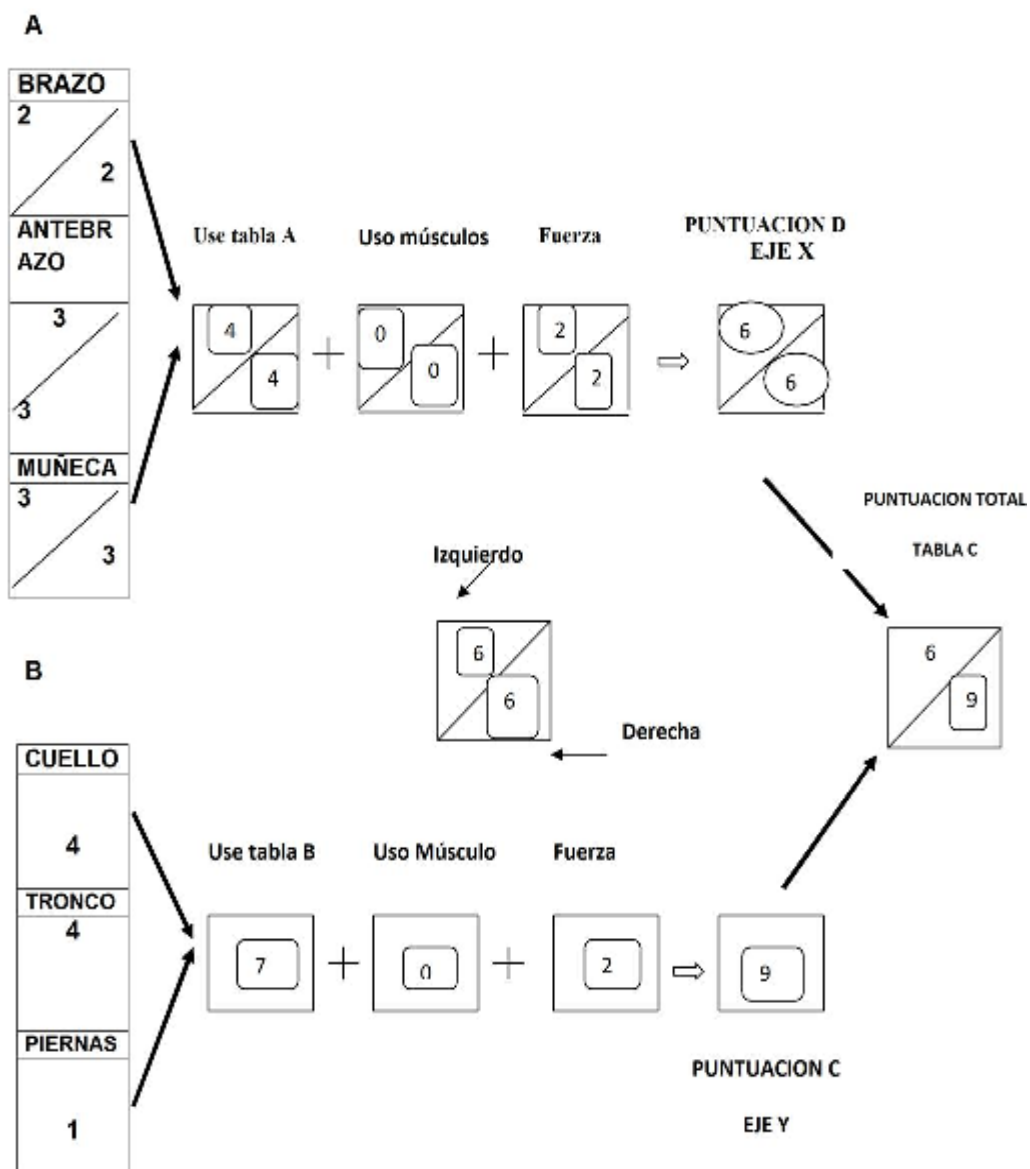 A
BRAZO
2
2
ANTEBR
AZO
3
3
MUÑECA
3
3
Use tabla A
Uso músculos
Fuerza
PUNTUACION D
EJE X
4
4
+
0
0
+
2
2
⇨
6
6
PUNTUACION TOTAL
TABLA C
6
9
Izquierdo
6
6
Derecha
B
CUELLO
4
TRONCO
4
PIERNAS
1
Use tabla B
Uso Músculo
Fuerza
7
+
0
+
2
⇨
9
PUNTUACION C
EJE Y